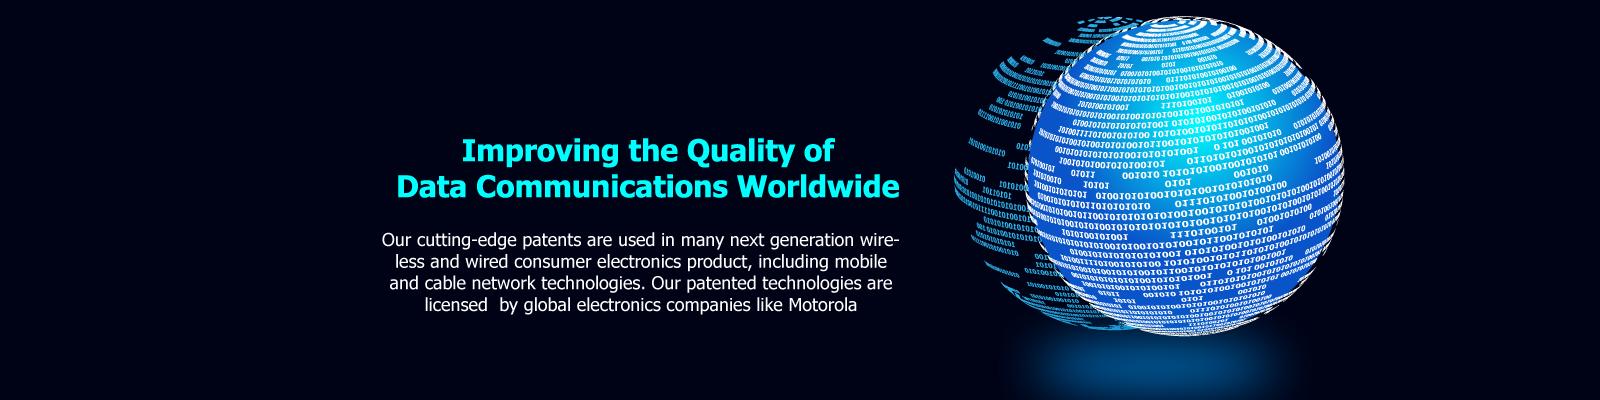 Improving the Quality of
Data Communications Worldwide
Our cutting-edge patents are used in many next generation wire-
less and wired consumer electronics product, including mobile
and cable network technologies. Our patented technologies are
licensed  by global electronics companies like Motorola